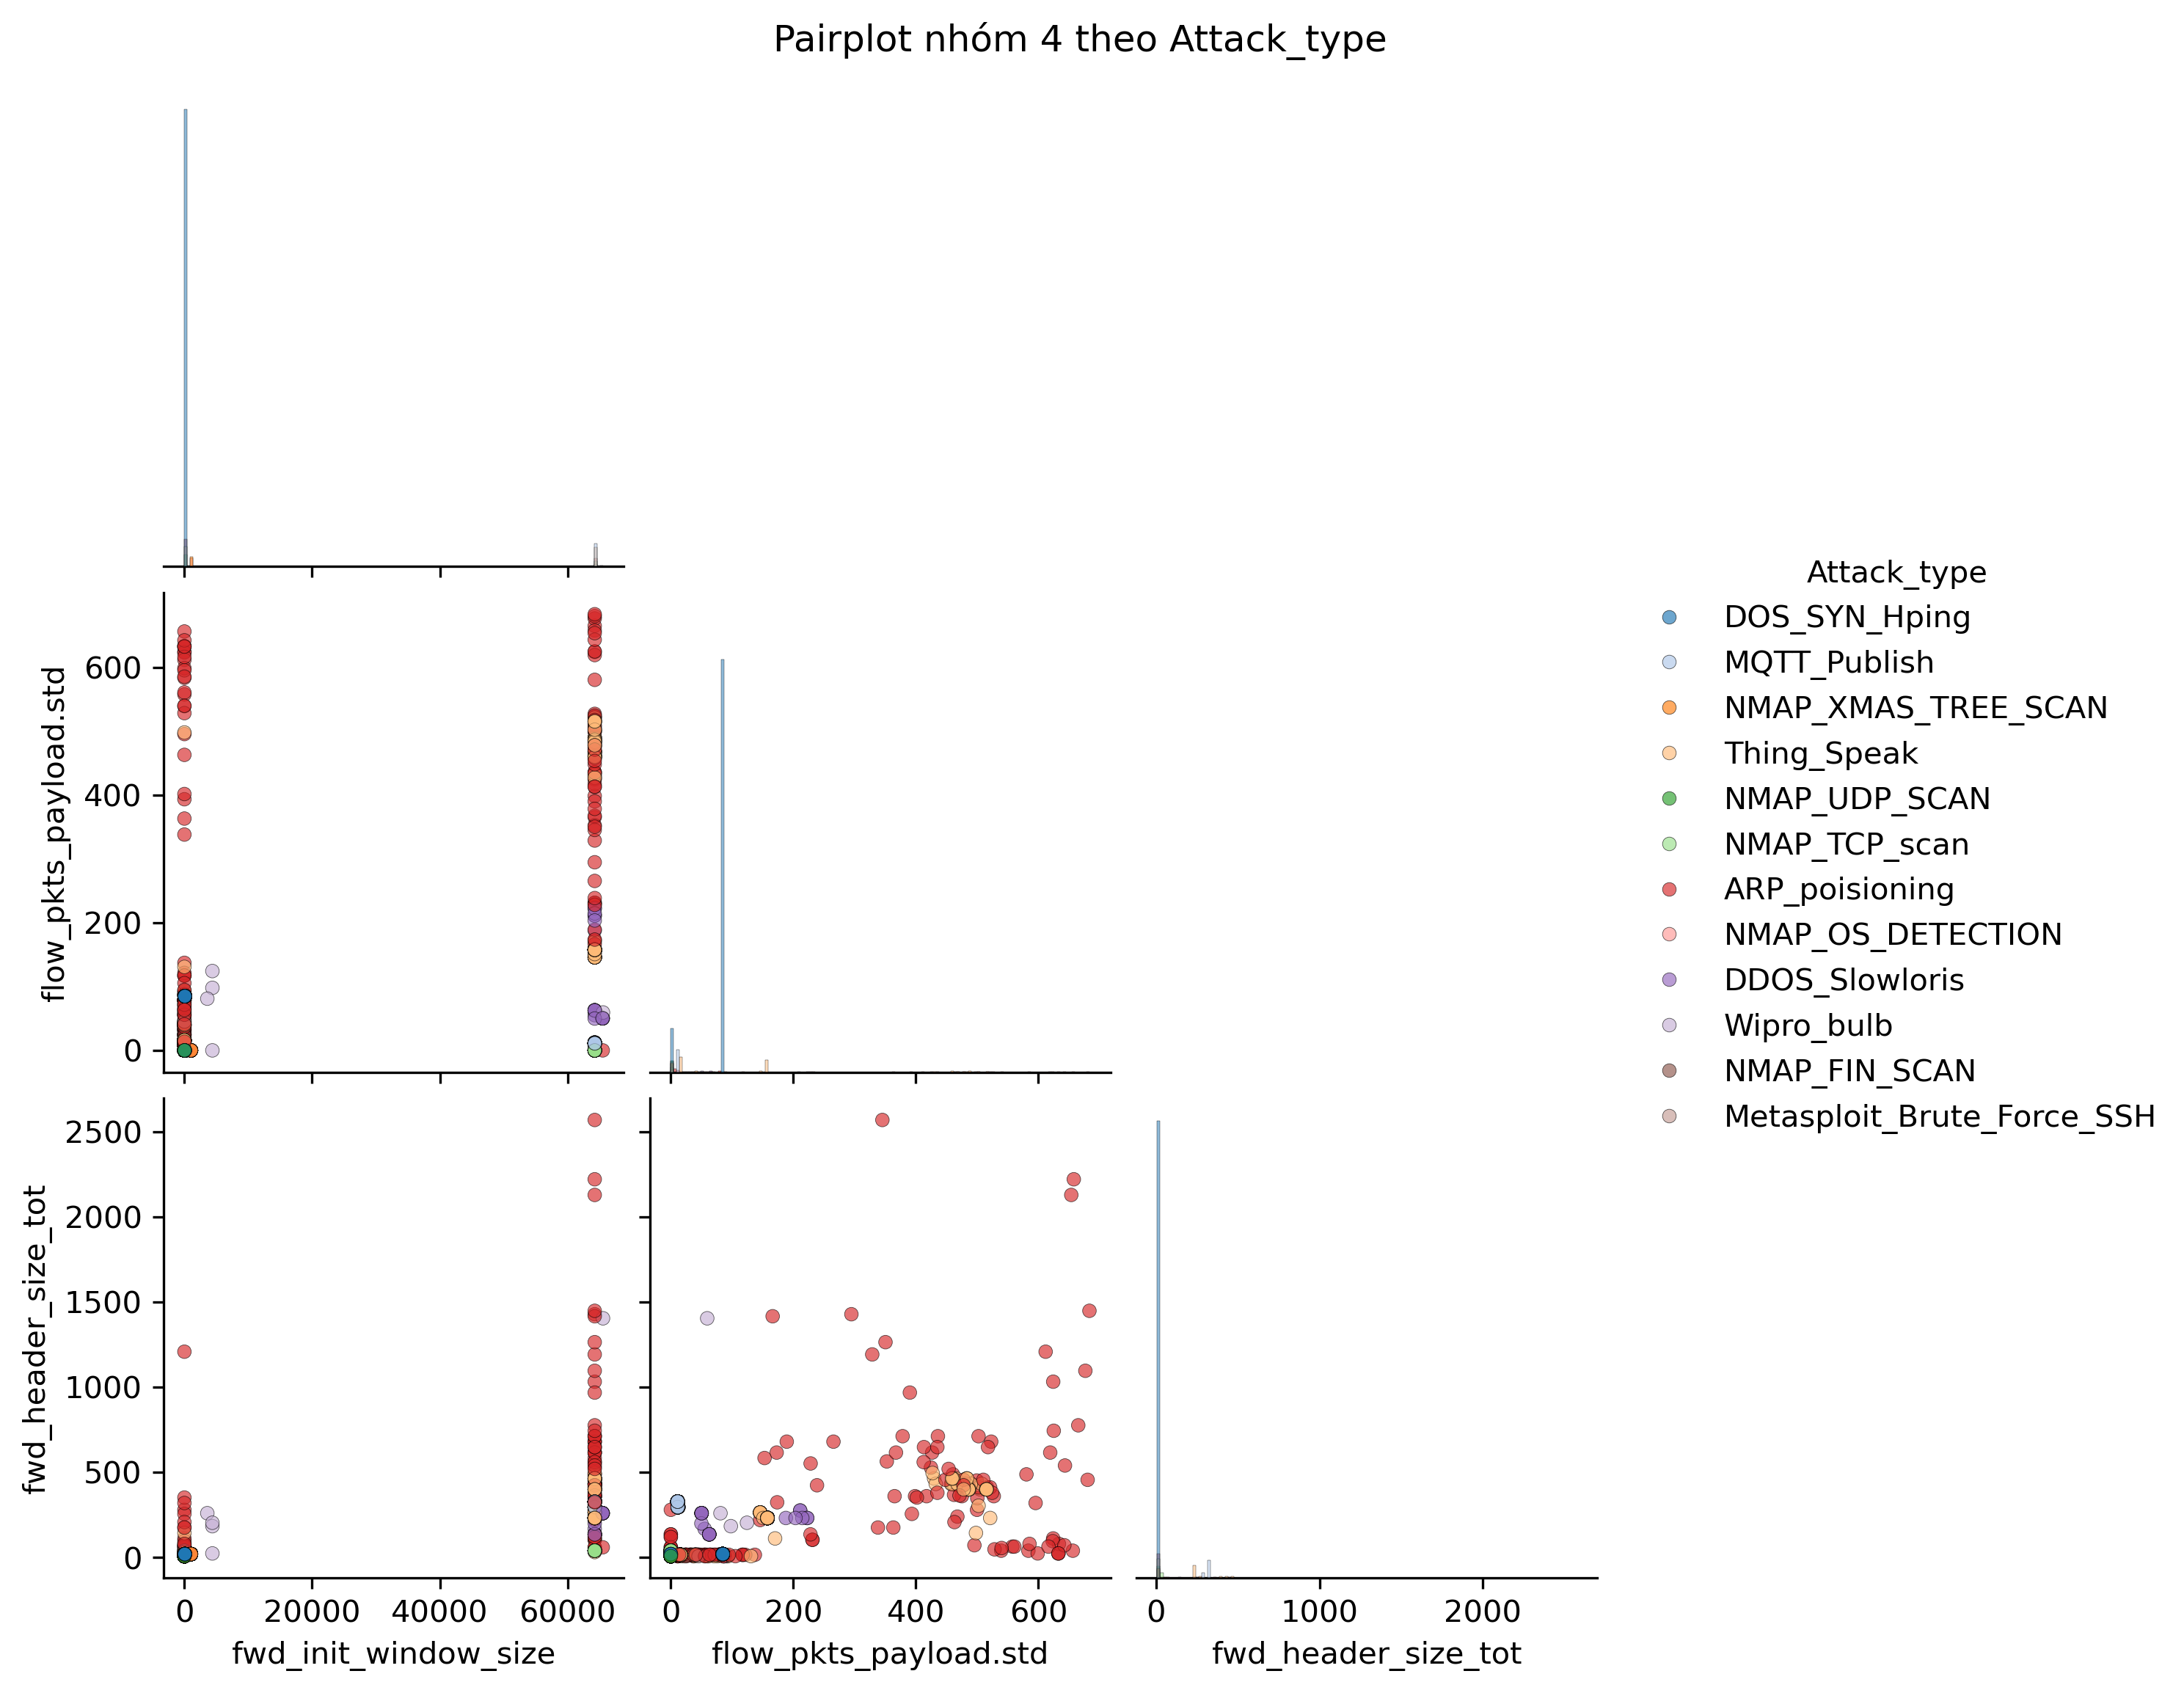 Pairplot nhóm 4 theo Attack_type
flow_pkts_payload.std
600
400
200
0
fwd_header_size_tot
2500
2000
1500
1000
500
0
0 20000 40000 60000
fwd_init_window_size
0 200 400 600
flow_pkts_payload.std
0 1000 2000
fwd_header_size_tot
Attack_type
DOS_SYN_Hping
MQTT_Publish
NMAP_XMAS_TREE_SCAN
Thing_Speak
NMAP_UDP_SCAN
NMAP_TCP_scan
ARP_poisioning
NMAP_OS_DETECTION
DDOS_Slowloris
Wipro_bulb
NMAP_FIN_SCAN
Metasploit_Brute_Force_SSH